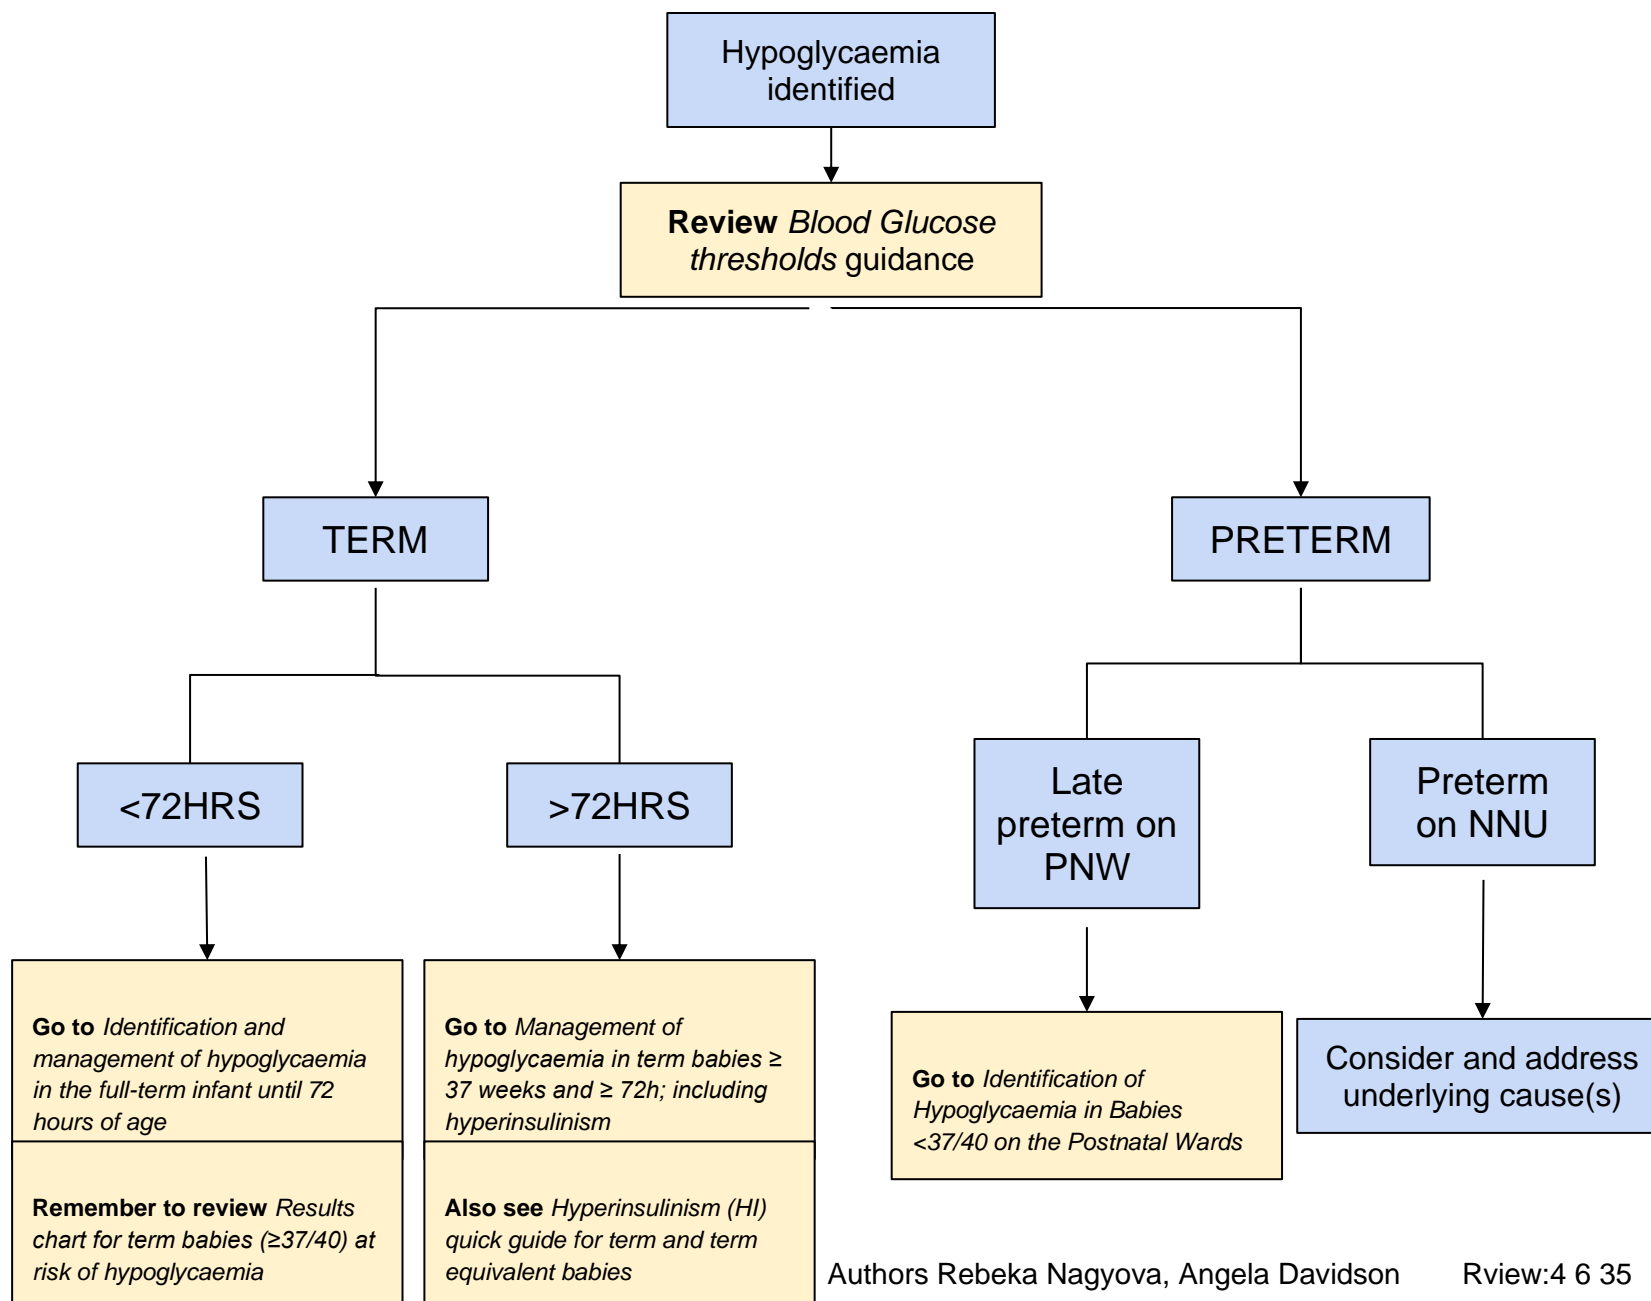 Hypoglycaemia
identified
Review Blood Glucose
thresholds guidance
TERM
PRETERM
<72HRS
>72HRS
Late
preterm on
PNW
Preterm
on NNU
Go to Identification and
management of hypoglycaemia
in the full-term infant until 72
hours of age
Go to Management of
hypoglycaemia in term babies ≥
37 weeks and ≥ 72h; including
hyperinsulinism
Go to Identification of
Hypoglycaemia in Babies
<37/40 on the Postnatal Wards
Consider and address
underlying cause(s)
Remember to review Results
chart for term babies (≥37/40) at
risk of hypoglycaemia
Also see Hyperinsulinism (HI)
quick guide for term and term
equivalent babies
Authors Rebeka Nagyova, Angela Davidson Rview:4 6 35